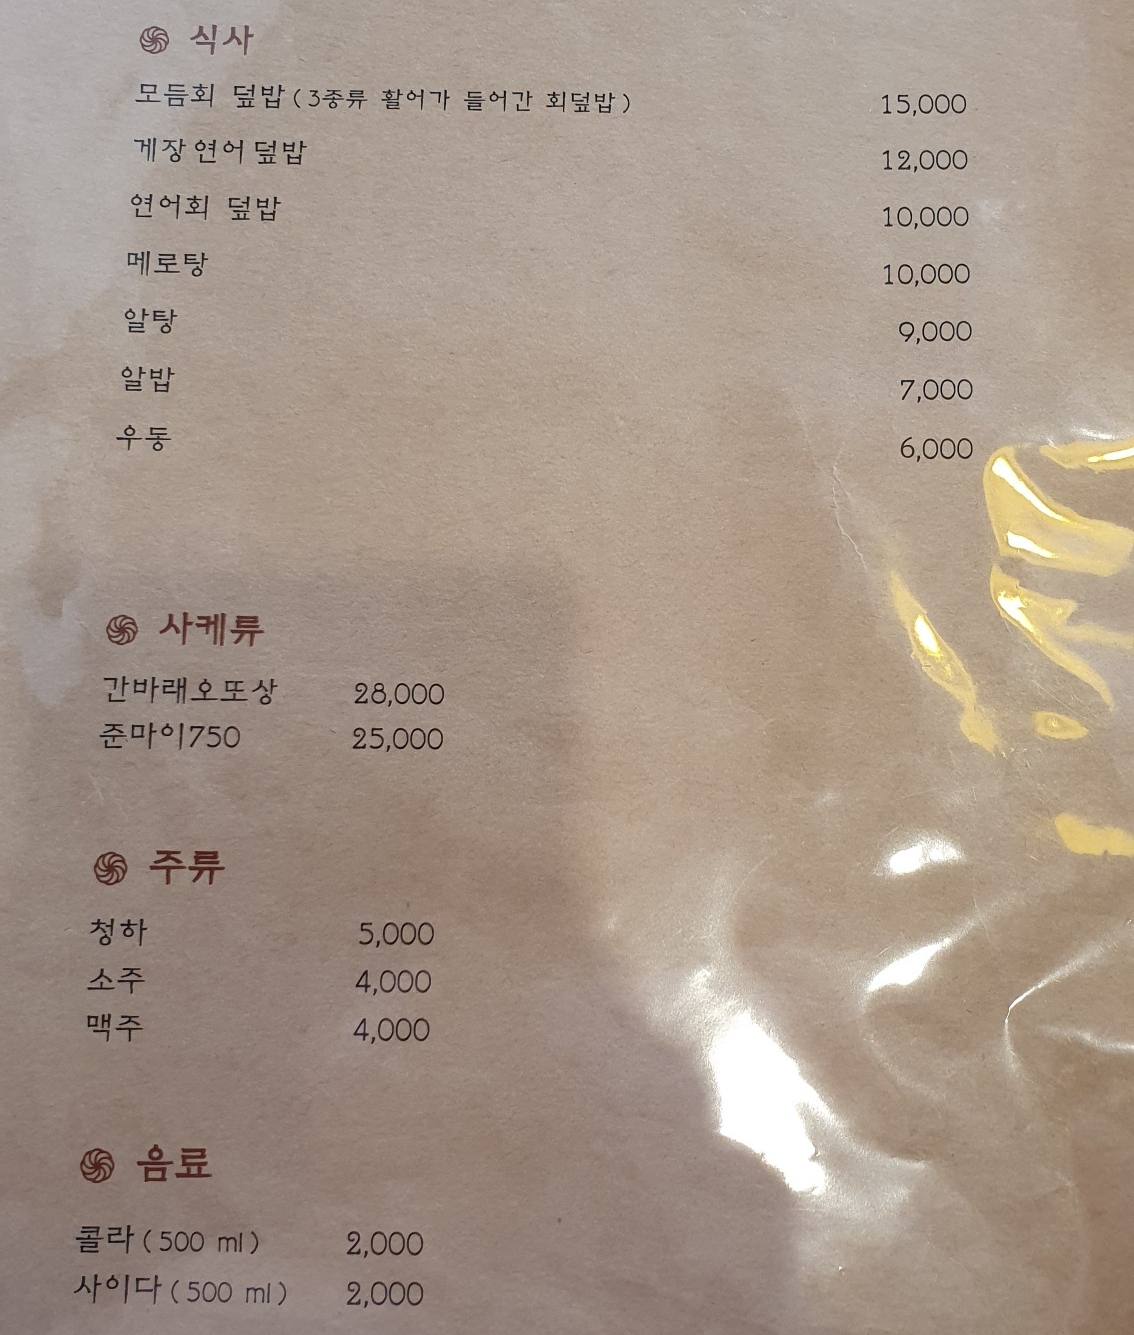 식사
모듬회 덮밥 (3종류 활어가 들어간 회덮밥) 15,000
게장 연어 덮밥 12,000
연어회 덮밥 10,000
메로탕 10,000
알탕 9,000
알밥 7,000
우동 6,000
사케류
간바래오또상 28,000
준마이750 25,000
주류
청하 5,000
소주 4,000
맥주 4,000
음료
콜라 (500 ml) 2,000
사이다 (500 ml) 2,000